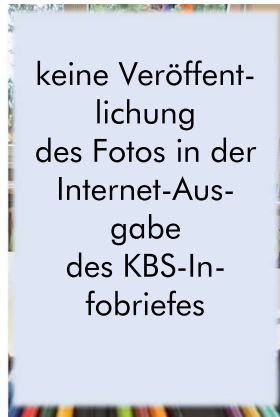 keine Veröffent-
lichung
des Fotos in der
Internet-Aus-
gabe
des KBS-In-
fobriefes